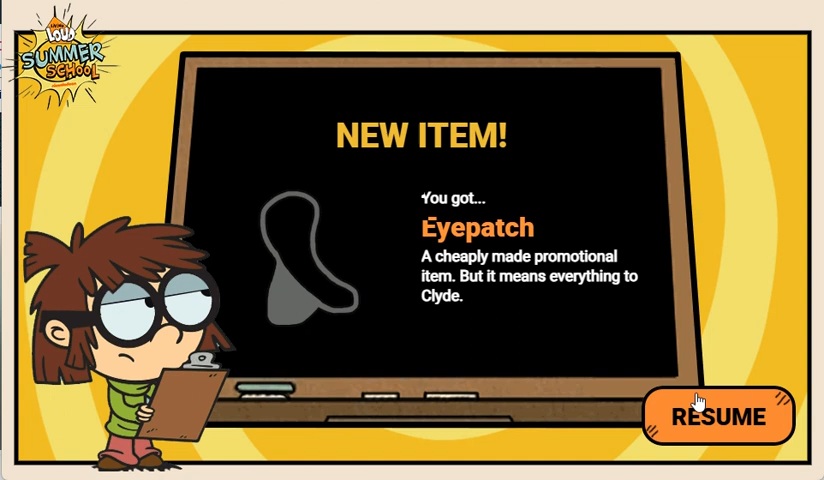 LOUD
SUMMER
SCHOOL
NEW ITEM!
You got...
Eyepatch
A cheaply made promotional
item. But it means everything to
Clyde.
RESUME